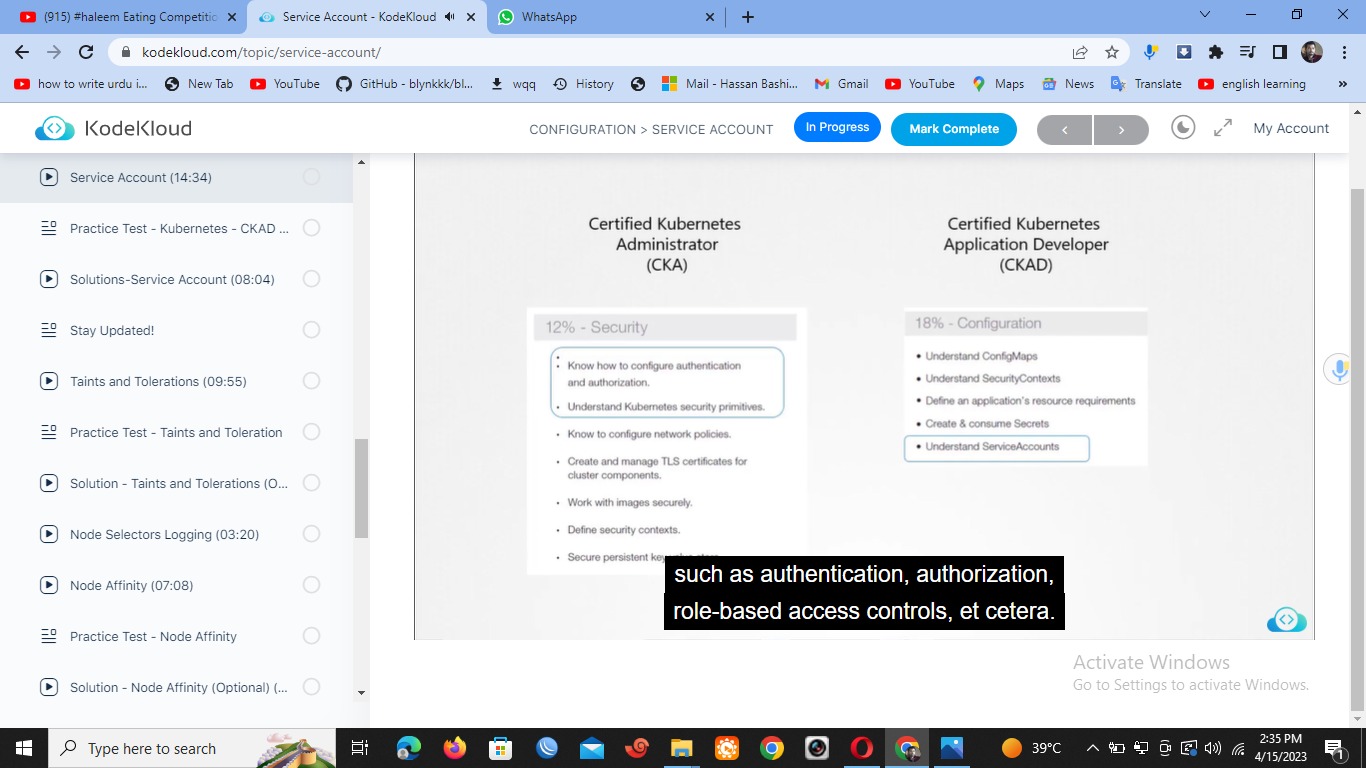 (915) #haleem Eating Competitio
Service Account - KodeKloud
WhatsApp
kodekloud.com/topic/service-account/
how to write urdu i...
New Tab
YouTube
GitHub - blynkkk/bl...
wqq
History
Mail - Hassan Bashi...
Gmail
YouTube
Maps
News
Translate
english learning
»
KodeKloud
CONFIGURATION > SERVICE ACCOUNT
In Progress
Mark Complete
My Account
Service Account (14:34)
Practice Test - Kubernetes - CKAD ...
Solutions-Service Account (08:04)
Stay Updated!
Taints and Tolerations (09:55)
Practice Test - Taints and Toleration
Solution - Taints and Tolerations (O...
Node Selectors Logging (03:20)
Node Affinity (07:08)
Practice Test - Node Affinity
Solution - Node Affinity (Optional) (...
Certified Kubernetes
Administrator
(CKA)
12% - Security
• Know how to configure authentication
and authorization.
• Understand Kubernetes security primitives.
• Know to configure network policies.
• Create and manage TLS certificates for
cluster components.
• Work with images securely.
• Define security contexts.
• Secure persistent key
Certified Kubernetes
Application Developer
(CKAD)
18% - Configuration
• Understand ConfigMaps
• Understand SecurityContexts
• Define an application's resource requirements
• Create & consume Secrets
• Understand ServiceAccounts
such as authentication, authorization,
role-based access controls, et cetera.
Activate Windows
Go to Settings to activate Windows.
Type here to search
39°C
2:35 PM
4/15/2023
1